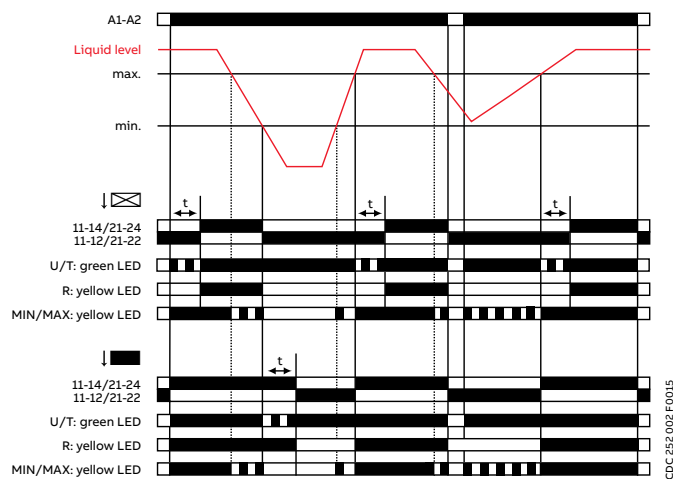 A1-A2
Liquid level
max.
min.
t
t
t
11-14/21-24
11-12/21-22
U/T: green LED
R: yellow LED
MIN/MAX: yellow LED
t
11-14/21-24
11-12/21-22
U/T: green LED
R: yellow LED
MIN/MAX: yellow LED
CDC 252 002 F0015